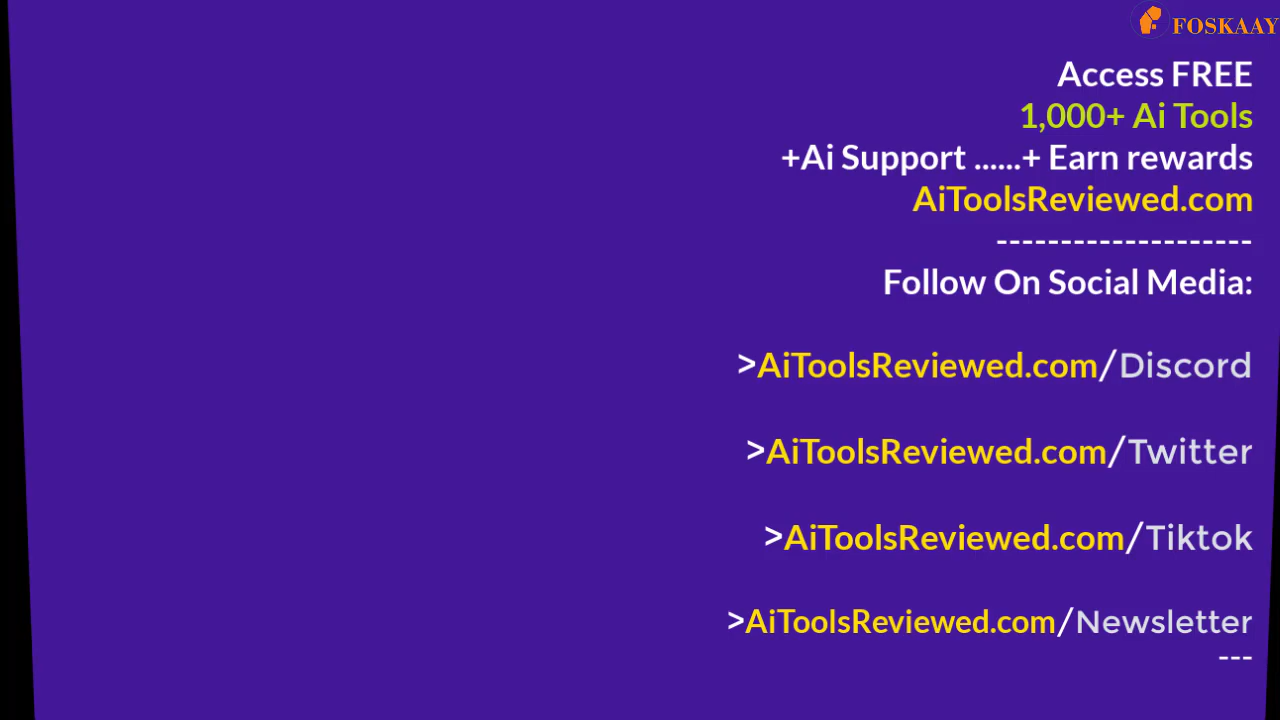 FOSKAAY
Access FREE
1,000+ Ai Tools
+Ai Support ......+ Earn rewards
AiToolsReviewed.com
--------------------
Follow On Social Media:
>AiToolsReviewed.com/Discord
>AiToolsReviewed.com/Twitter
>AiToolsReviewed.com/Tiktok
>AiToolsReviewed.com/Newsletter
---